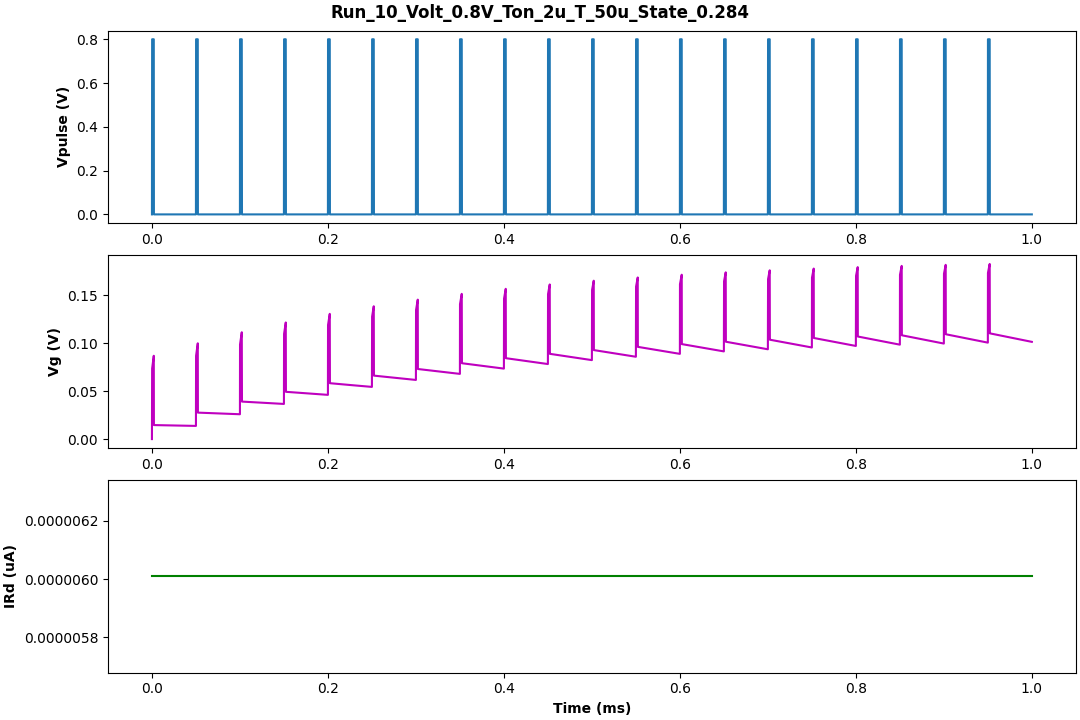 Run_10_Volt_0.8V_Ton_2u_T_50u_State_0.284
Vpulse (V)
0.8
0.6
0.4
0.2
0.0
0.0 0.2 0.4 0.6 0.8 1.0
Vg (V)
0.15
0.10
0.05
0.00
0.0 0.2 0.4 0.6 0.8 1.0
IRd (uA)
0.0000062
0.0000060
0.0000058
0.0 0.2 0.4 0.6 0.8 1.0
Time (ms)